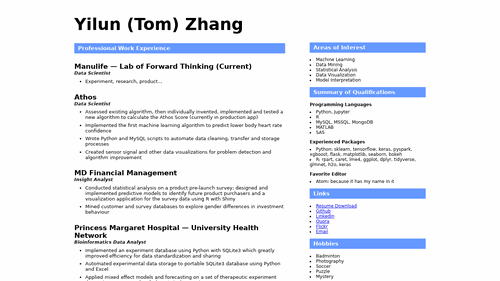 Yilun (Tom) Zhang
Professional Work Experience
Manulife — Lab of Forward Thinking (Current)
Data Scientist
Experiment, research, product...
Athos
Data Scientist
Assessed existing algorithm, then individually invented, implemented and tested a
new algorithm to calculate the Athos Score (currently in production app)
Implemented the first machine learning algorithm to predict lower body heart rate
confidence
Write Python and MySQL scripts to automate data cleaning, transfer and storage
processes
Created sensor signal and other data visualizations for problem detection and
algorithm improvement
MD Financial Management
Insight Analyst
Conducted statistical analysis on a product pre-launch survey; designed and
implemented predictive models to identify future product purchasers and a
visualization application for the survey data using R Shiny
Mined customer and survey databases to explore gender differences in investment
behaviour
Princess Margaret Hospital — University Health
Network
Bioinformatics Data Analyst
Implemented an experiment database using Python with SQLite3 which greatly
improved efficiency for data standardization and sharing
Automated experimental data storage to portable SQLite3 database using Python
and Excel
Applied mixed effect models and forecasting on a set of therapeutic experiment
Areas of Interest
Machine Learning
Data Mining
Statistical Analysis
Data Visualization
Model Interpretation
Summary of Qualifications
Programming Languages
Python, Jupyter
R
MySQL, MSSQL, MongoDB
MATLAB
SAS
Experienced Packages
Python: sklearn, tensorflow, keras, pyspark,
xgboost, flask, matplotlib, seaborn, bokeh
R: rpart, caret, lme4, ggplot, dplyr, tidyverse,
glmnet, h2o, keras
Favorite Editor
Atom: because it has my name in it
Links
Resume Download
Github
LinkedIn
Quora
Flickr
Email
Hobbies
Badminton
Photography
Soccer
Puzzle
Mystery